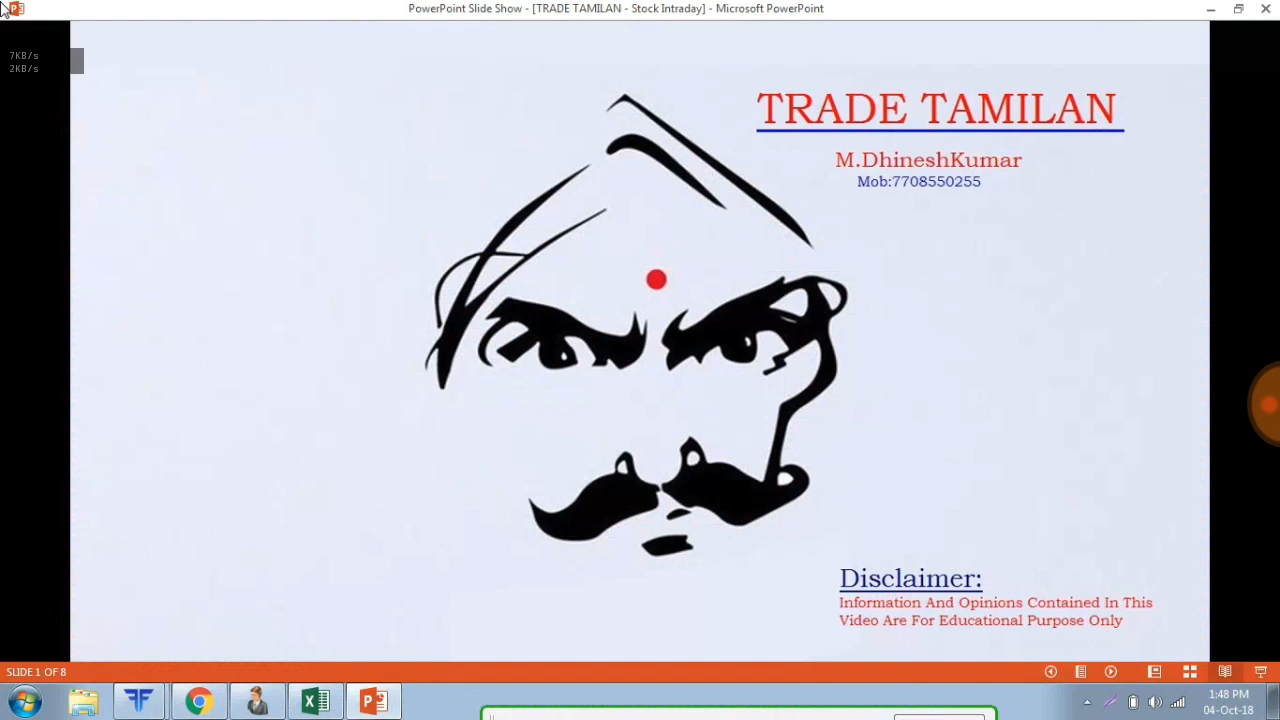 PowerPoint Slide Show - [TRADE TAMILAN - Stock Intraday] - Microsoft PowerPoint
7KB/s
2KB/s
TRADE TAMILAN
M.DhineshKumar
Mob:7708550255
Disclaimer:
Information And Opinions Contained In This
Video Are For Educational Purpose Only
SLIDE 1 OF 8
1:48 PM
04-Oct-18